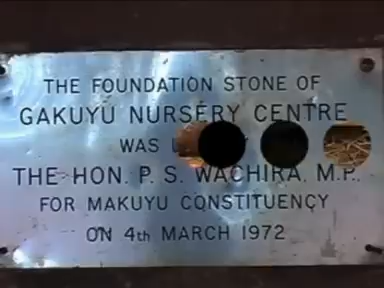 THE FOUNDATION STONE OF
GAKUYU NURSERY CENTRE
WAS
THE HON. P. S. WACHIRA. M.P.
FOR MAKUYU CONSTITUENCY
ON 4th MARCH 1972